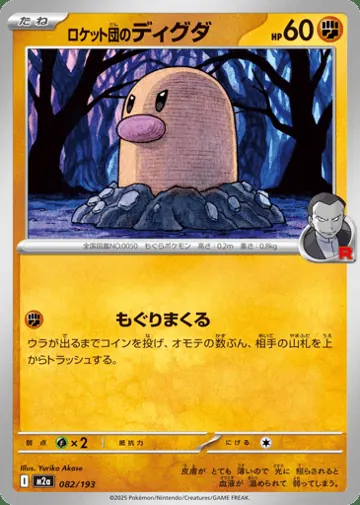 たね
ロケット団のディグダ
HP60
全国図鑑NO.0050 もぐらポケモン 高さ:0.2m 重さ:0.8kg
R
もぐりまくる
ウラが出るまでコインを投げ、オモテの数ぶん、相手の山札を上
からトラッシュする。
弱点 ×2 抵抗力 にげる
Illus. Yuriko Akase
I m2a 082/193
皮膚が とても 薄いので 光に 照らされると
血液が 温められて 弱ってしまう。
©2025 Pokémon/Nintendo/Creatures/GAME FREAK.